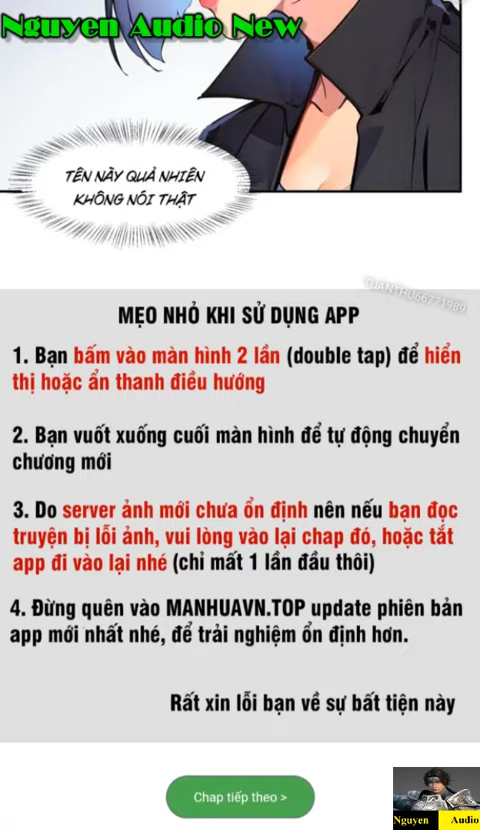 Nguyen Audio New
TÊN NÀY QUẢ NHIÊN
KHÔNG NÓI THẬT
TJANTHU66771989
MẸO NHỎ KHI SỬ DỤNG APP
1. Bạn bấm vào màn hình 2 lần (double tap) để hiển
thị hoặc ẩn thanh điều hướng
2. Bạn vuốt xuống cuối màn hình để tự động chuyển
chương mới
3. Do server ảnh mới chưa ổn định nên nếu bạn đọc
truyện bị lỗi ảnh, vui lòng vào lại chap đó, hoặc tắt
app đi vào lại nhé (chỉ mất 1 lần đầu thôi)
4. Đừng quên vào MANHUAVN.TOP update phiên bản
app mới nhất nhé, để trải nghiệm ổn định hơn.
Rất xin lỗi bạn về sự bất tiện này
Chap tiếp theo >
Nguyen Audio